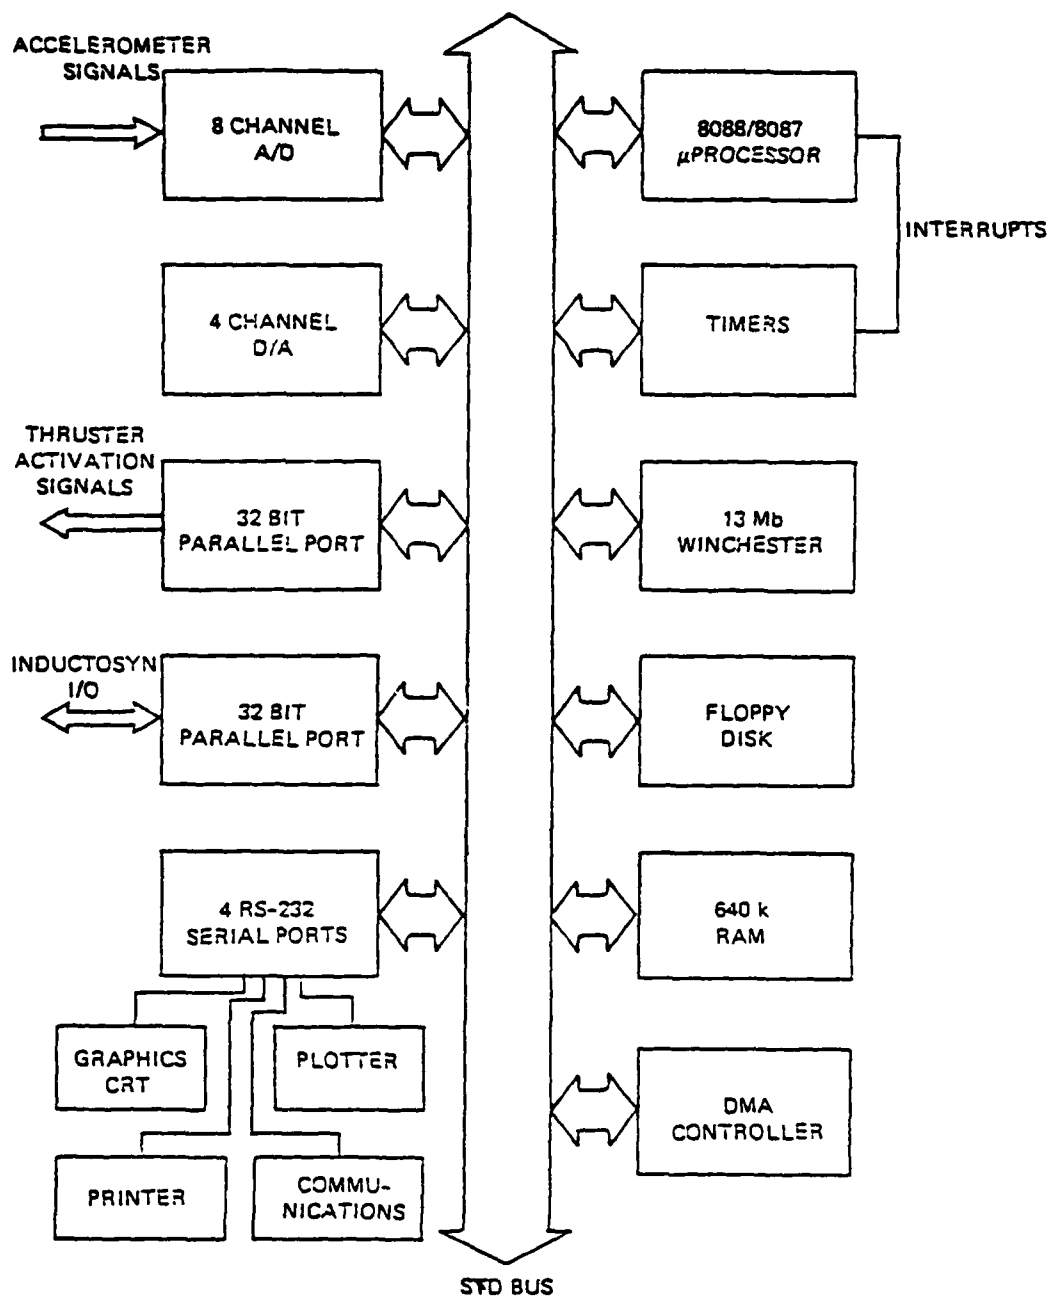 ACCELEROMETER
SIGNALS
8 CHANNEL
A/D
8088/8087
µPROCESSOR
INTERRUPTS
4 CHANNEL
D/A
TIMERS
THRUSTER
ACTIVATION
SIGNALS
32 BIT
PARALLEL PORT
13 Mb
WINCHESTER
INDUCTOSYN
I/O
32 BIT
PARALLEL PORT
FLOPPY
DISK
4 RS-232
SERIAL PORTS
640 k
RAM
GRAPHICS
CRT
PLOTTER
DMA
CONTROLLER
PRINTER
COMMU-
NICATIONS
STD BUS